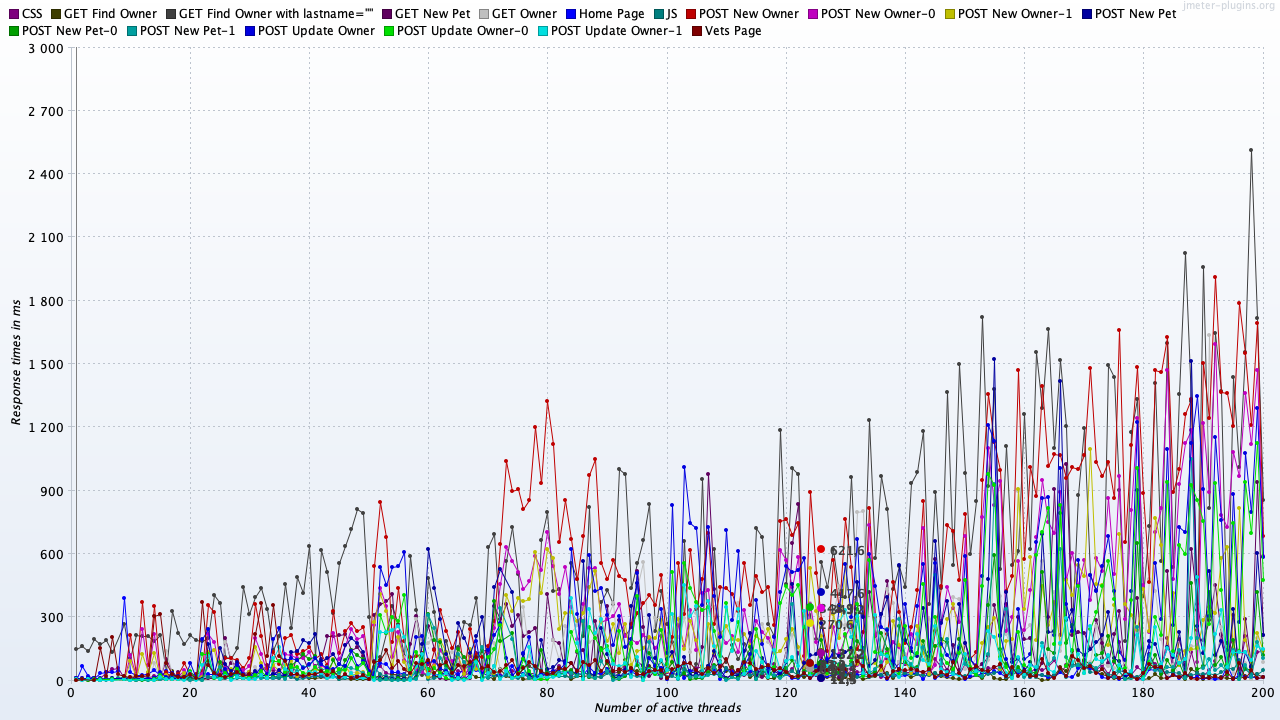 jmeter-plugins.org
CSS GET Find Owner GET Find Owner with lastname="" GET New Pet GET Owner Home Page JS POST New Owner POST New Owner-0 POST New Owner-1 POST New Pet
POST New Pet-0 POST New Pet-1 POST Update Owner POST Update Owner-0 POST Update Owner-1 Vets Page
3 000
2 700
2 400
2 100
1 800
1 500
1 200
900
600
300
0
Response times in ms
621.6
270.6
0 20 40 60 80 100 120 140 160 180 200
Number of active threads